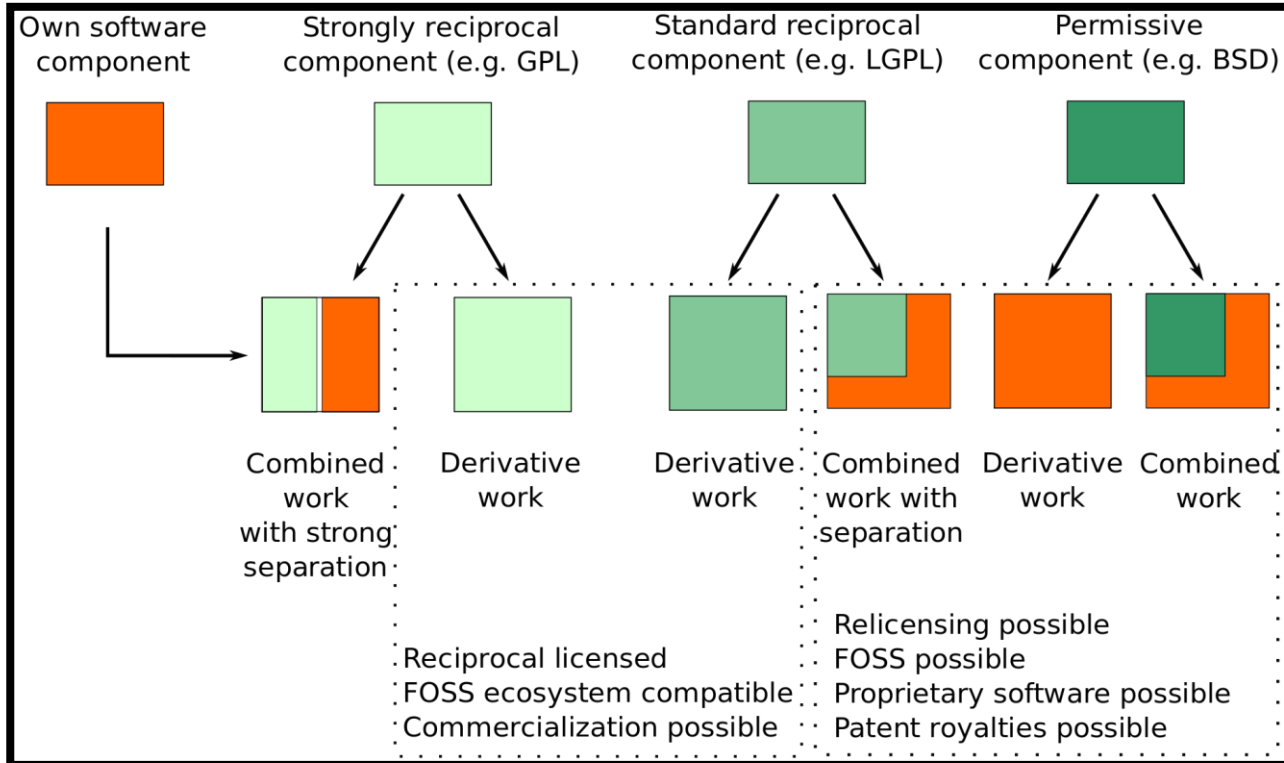 Own software
component
Strongly reciprocal
component (e.g. GPL)
Standard reciprocal
component (e.g. LGPL)
Permissive
component (e.g. BSD)
Combined
work
with strong
separation
Derivative
work
Derivative
work
Combined
work with
separation
Derivative
work
Combined
work
Reciprocal licensed
FOSS ecosystem compatible
Commercialization possible
Relicensing possible
FOSS possible
Proprietary software possible
Patent royalties possible